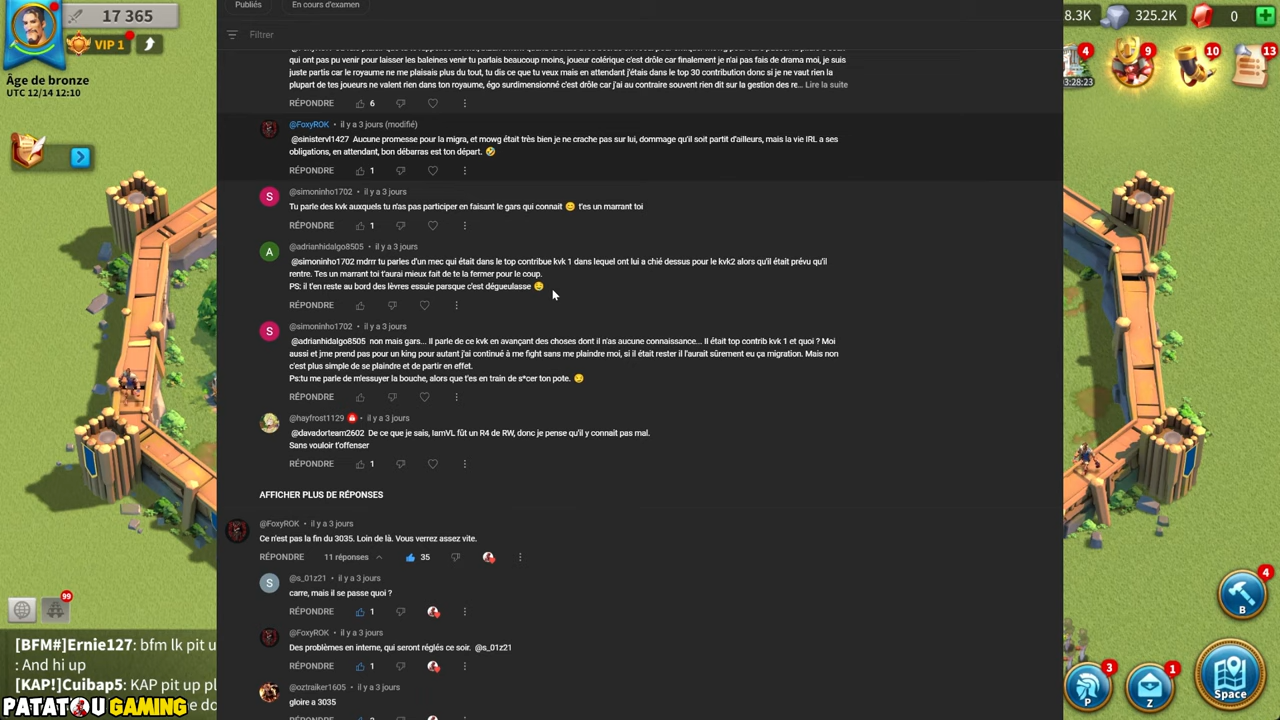 17 365
VIP 1
Âge de bronze
UTC 12/14 12:10
8.3K
325.2K
0
4
9
10
13
03:28:23
Publiés
En cours d'examen
Filtrer
qui ont pas pu venir pour laisser les baleines venir tu parlais beaucoup moins, joueur colérique c'est drôle car finalement je n'ai pas fais de drama moi, je suis
juste partis car le royaume ne me plaisais plus du tout, tu dis ce que tu veux mais en attendant j'étais dans le top 30 contribution donc si je ne vaut rien la
plupart de tes joueurs ne valent rien dans ton royaume, égo surdimensionné c'est drôle car j'ai au contraire souvent rien dit sur la gestion des re... Lire la suite
RÉPONDRE 6
@FoxyROK • il y a 3 jours (modifié)
@sinistervl1427 Aucune promesse pour la migra, et mowg était très bien je ne crache pas sur lui, dommage qu'il soit partit d'ailleurs, mais la vie IRL a ses
obligations, en attendant, bon débarras est ton départ. 🤣
RÉPONDRE 1
S
@simoninho1702 • il y a 3 jours
Tu parle des kvk auxquels tu n'as pas participer en faisant le gars qui connait 😊 t'es un marrant toi
RÉPONDRE 1
A
@adrianhidalgo8505 • il y a 3 jours
@simoninho1702 mdrrr tu parles d'un mec qui était dans le top contribue kvk 1 dans lequel ont lui a chié dessus pour le kvk2 alors qu'il était prévu qu'il
rentre. Tes un marrant toi t'aurai mieux fait de te la fermer pour le coup.
PS: il t'en reste au bord des lèvres essuie parsque c'est dégueulasse
RÉPONDRE
S
@simoninho1702 • il y a 3 jours
@adrianhidalgo8505 non mais gars... Il parle de ce kvk en avançant des choses dont il n'as aucune connaissance... Il était top contrib kvk 1 et quoi ? Moi
aussi et jme prend pas pour un king pour autant j'ai continué à me fight sans me plaindre moi, si il était rester il l'aurait sûrement eu ça migration. Mais non
c'est plus simple de se plaindre et de partir en effet.
Ps:tu me parle de m'essuyer la bouche, alors que t'es en train de s*cer ton pote. 😏
RÉPONDRE
@hayfrost1129 • il y a 3 jours
@davadorteam2602 De ce que je sais, IamVL fût un R4 de RW, donc je pense qu'il y connait pas mal.
Sans vouloir t'offenser
RÉPONDRE 1
AFFICHER PLUS DE RÉPONSES
@FoxyROK • il y a 3 jours
Ce n'est pas la fin du 3035. Loin de là. Vous verrez assez vite.
RÉPONDRE 11 réponses 35
S
@s_01z21 • il y a 3 jours
carre, mais il se passe quoi ?
RÉPONDRE 1
@FoxyROK • il y a 3 jours
Des problèmes en interne, qui seront réglés ce soir. @s_01z21
RÉPONDRE 1
@oztraiker1605 • il y a 3 jours
gloire a 3035
99
[BFM#]Ernie127: bfm lk pit u
: And hi up
[KAP!]Cuibap5: KAP pit up pl
PATATOU GAMING
4
B
3
P
1
Z
Space